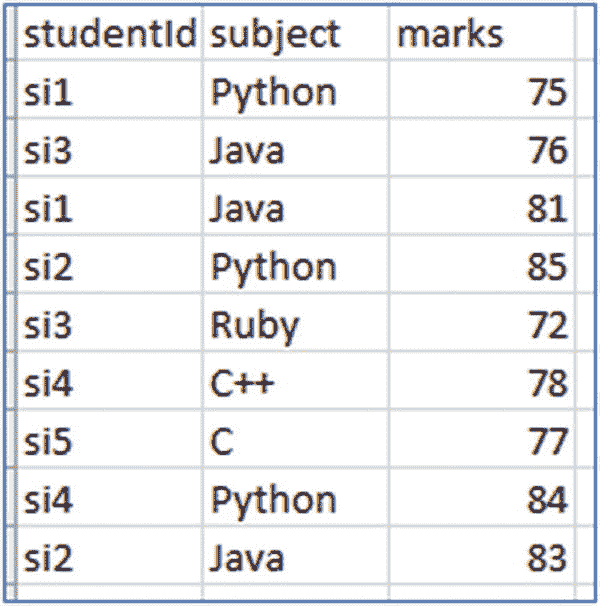 studentId subject marks
si1 Python 75
si3 Java 76
si1 Java 81
si2 Python 85
si3 Ruby 72
si4 C++ 78
si5 C 77
si4 Python 84
si2 Java 83